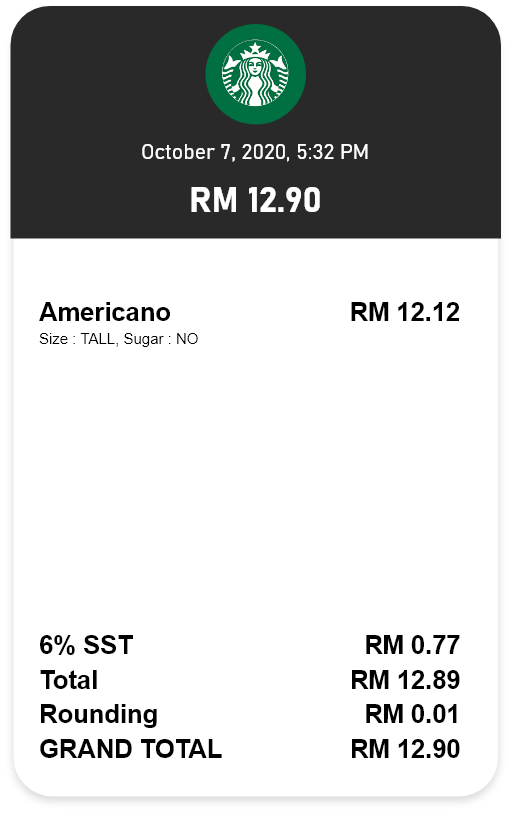 October 7, 2020, 5:32 PM
RM 12.90
Americano RM 12.12
Size : TALL, Sugar : NO
6% SST RM 0.77
Total RM 12.89
Rounding RM 0.01
GRAND TOTAL RM 12.90